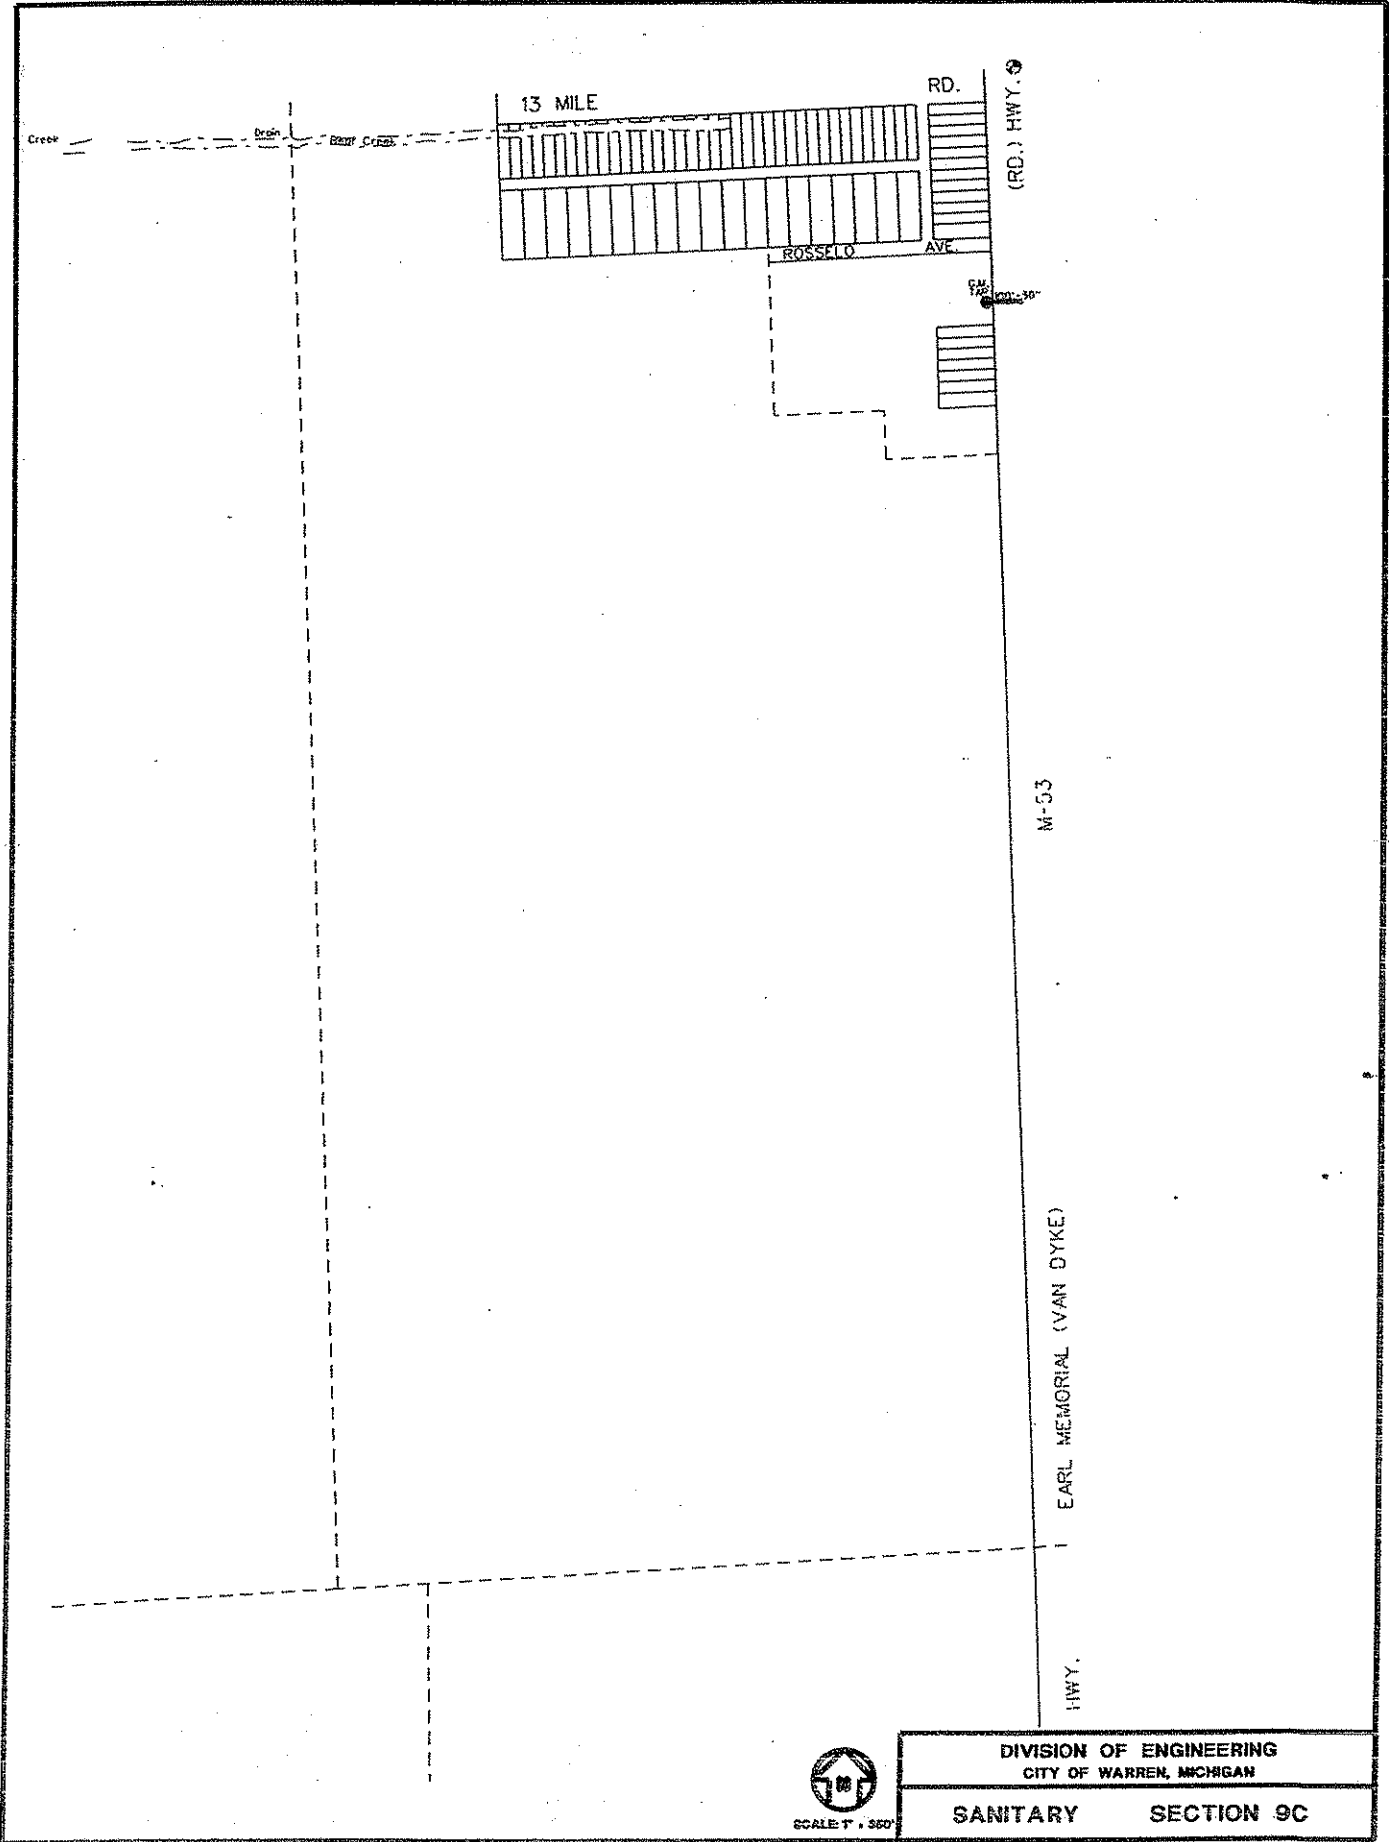 13 MILE
RD.
(RD.) HWY.
Creek
Drain
Creek
ROSSELO
AVE.
G.M.
TAP
M-53
EARL MEMORIAL (VAN DYKE)
HWY.
DIVISION OF ENGINEERING
CITY OF WARREN, MICHIGAN
SANITARY SECTION 9C